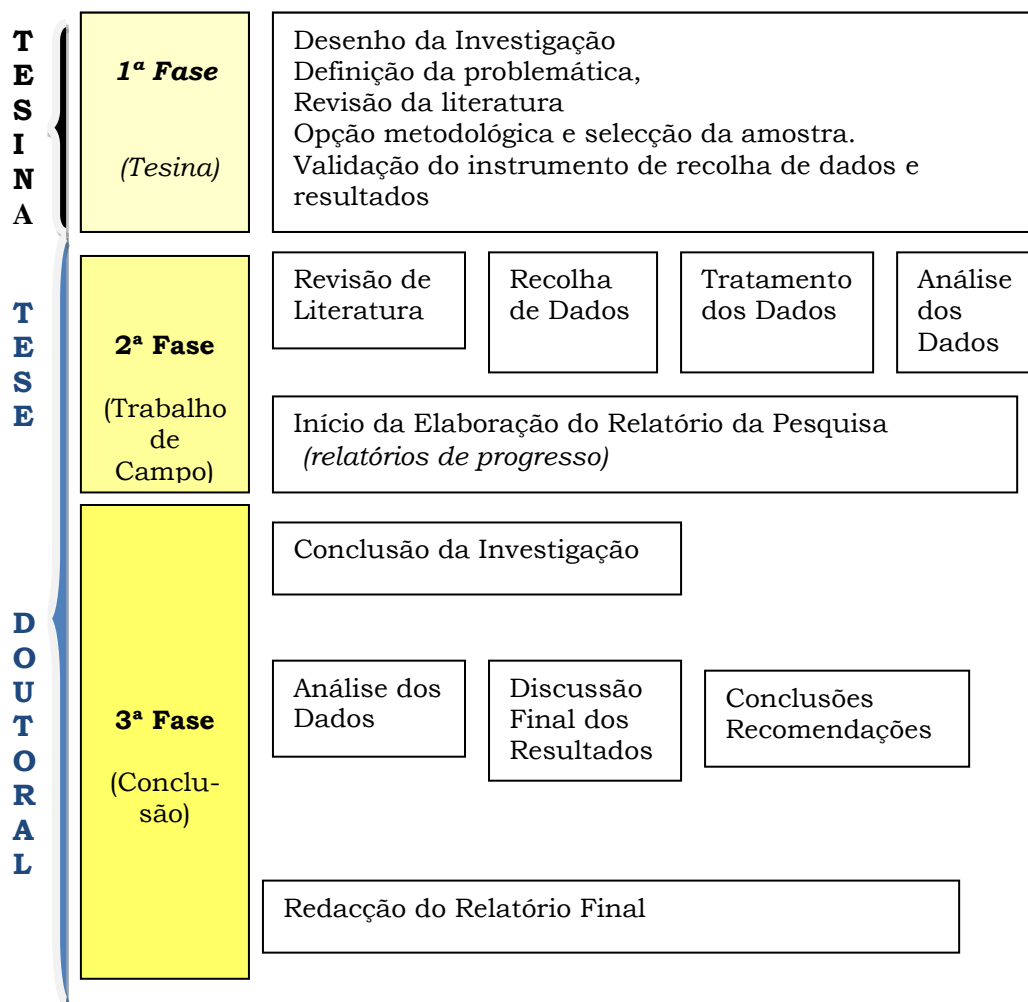 TESINA
1ª Fase
(Tesina)
Desenho da Investigação
Definição da problemática,
Revisão da literatura
Opção metodológica e selecção da amostra.
Validação do instrumento de recolha de dados e
resultados
TESE
DOUTORAL
2ª Fase
(Trabalho
de
Campo)
Revisão de
Literatura
Recolha
de Dados
Tratamento
dos Dados
Análise
dos
Dados
Início da Elaboração do Relatório da Pesquisa
(relatórios de progresso)
3ª Fase
(Conclu-
são)
Conclusão da Investigação
Análise dos
Dados
Discussão
Final dos
Resultados
Conclusões
Recomendações
Redacção do Relatório Final